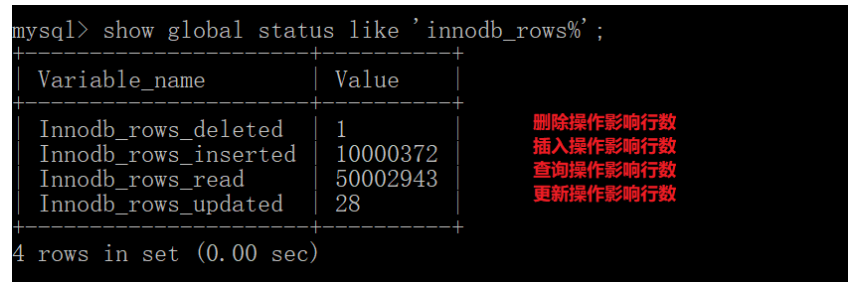 mysql> show global status like 'innodb_rows%';
+-----------------------+----------+
| Variable_name | Value |
+-----------------------+----------+
| Innodb_rows_deleted | 1 | 删除操作影响行数
| Innodb_rows_inserted | 10000372 | 插入操作影响行数
| Innodb_rows_read | 50002943 | 查询操作影响行数
| Innodb_rows_updated | 28 | 更新操作影响行数
+-----------------------+----------+
4 rows in set (0.00 sec)